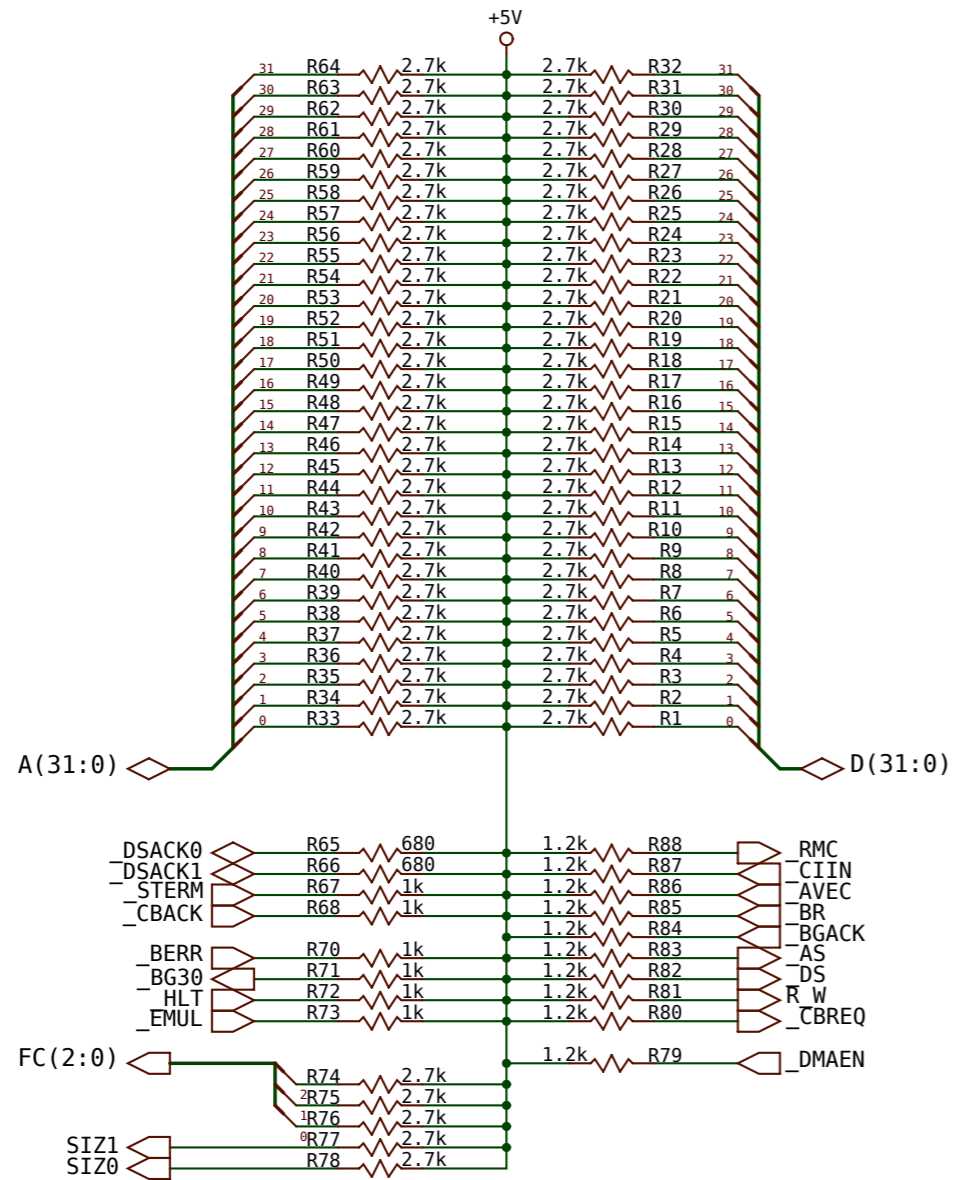 +5V
31 R64 2.7k 2.7k R32 31
30 R63 2.7k 2.7k R31 30
29 R62 2.7k 2.7k R30 29
28 R61 2.7k 2.7k R29 28
27 R60 2.7k 2.7k R28 27
26 R59 2.7k 2.7k R27 26
25 R58 2.7k 2.7k R26 25
24 R57 2.7k 2.7k R25 24
23 R56 2.7k 2.7k R24 23
22 R55 2.7k 2.7k R23 22
21 R54 2.7k 2.7k R22 21
20 R53 2.7k 2.7k R21 20
19 R52 2.7k 2.7k R20 19
18 R51 2.7k 2.7k R19 18
17 R50 2.7k 2.7k R18 17
16 R49 2.7k 2.7k R17 16
15 R48 2.7k 2.7k R16 15
14 R47 2.7k 2.7k R15 14
13 R46 2.7k 2.7k R14 13
12 R45 2.7k 2.7k R13 12
11 R44 2.7k 2.7k R12 11
10 R43 2.7k 2.7k R11 10
9 R42 2.7k 2.7k R10 9
8 R41 2.7k 2.7k R9 8
7 R40 2.7k 2.7k R8 7
6 R39 2.7k 2.7k R7 6
5 R38 2.7k 2.7k R6 5
4 R37 2.7k 2.7k R5 4
3 R36 2.7k 2.7k R4 3
2 R35 2.7k 2.7k R3 2
1 R34 2.7k 2.7k R2 1
0 R33 2.7k 2.7k R1 0
A(31:0) D(31:0)
_DSACK0 R65 680 1.2k R88 _RMC
_DSACK1 R66 680 1.2k R87 _CIIN
_STERM R67 1k 1.2k R86 _AVEC
_CBACK R68 1k 1.2k R85 _BR
1.2k R84 _BGACK
_BERR R70 1k 1.2k R83 _AS
_BG30 R71 1k 1.2k R82 _DS
_HLT R72 1k 1.2k R81 R_W
_EMUL R73 1k 1.2k R80 _CBREQ
FC(2:0) 1.2k R79 _DMAEN
R74 2.7k
2 R75 2.7k
1 R76 2.7k
SIZ1 0 R77 2.7k
SIZ0 R78 2.7k